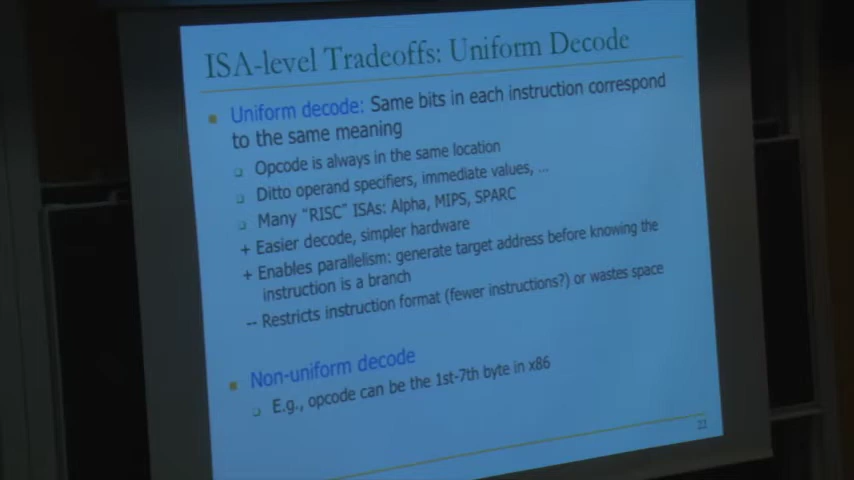 ISA-level Tradeoffs: Uniform Decode
Uniform decode: Same bits in each instruction correspond
to the same meaning
Opcode is always in the same location
Ditto operand specifiers, immediate values, ...
Many "RISC" ISAs: Alpha, MIPS, SPARC
+ Easier decode, simpler hardware
+ Enables parallelism: generate target address before knowing the
instruction is a branch
-- Restricts instruction format (fewer instructions?) or wastes space
Non-uniform decode
E.g., opcode can be the 1st-7th byte in x86
22